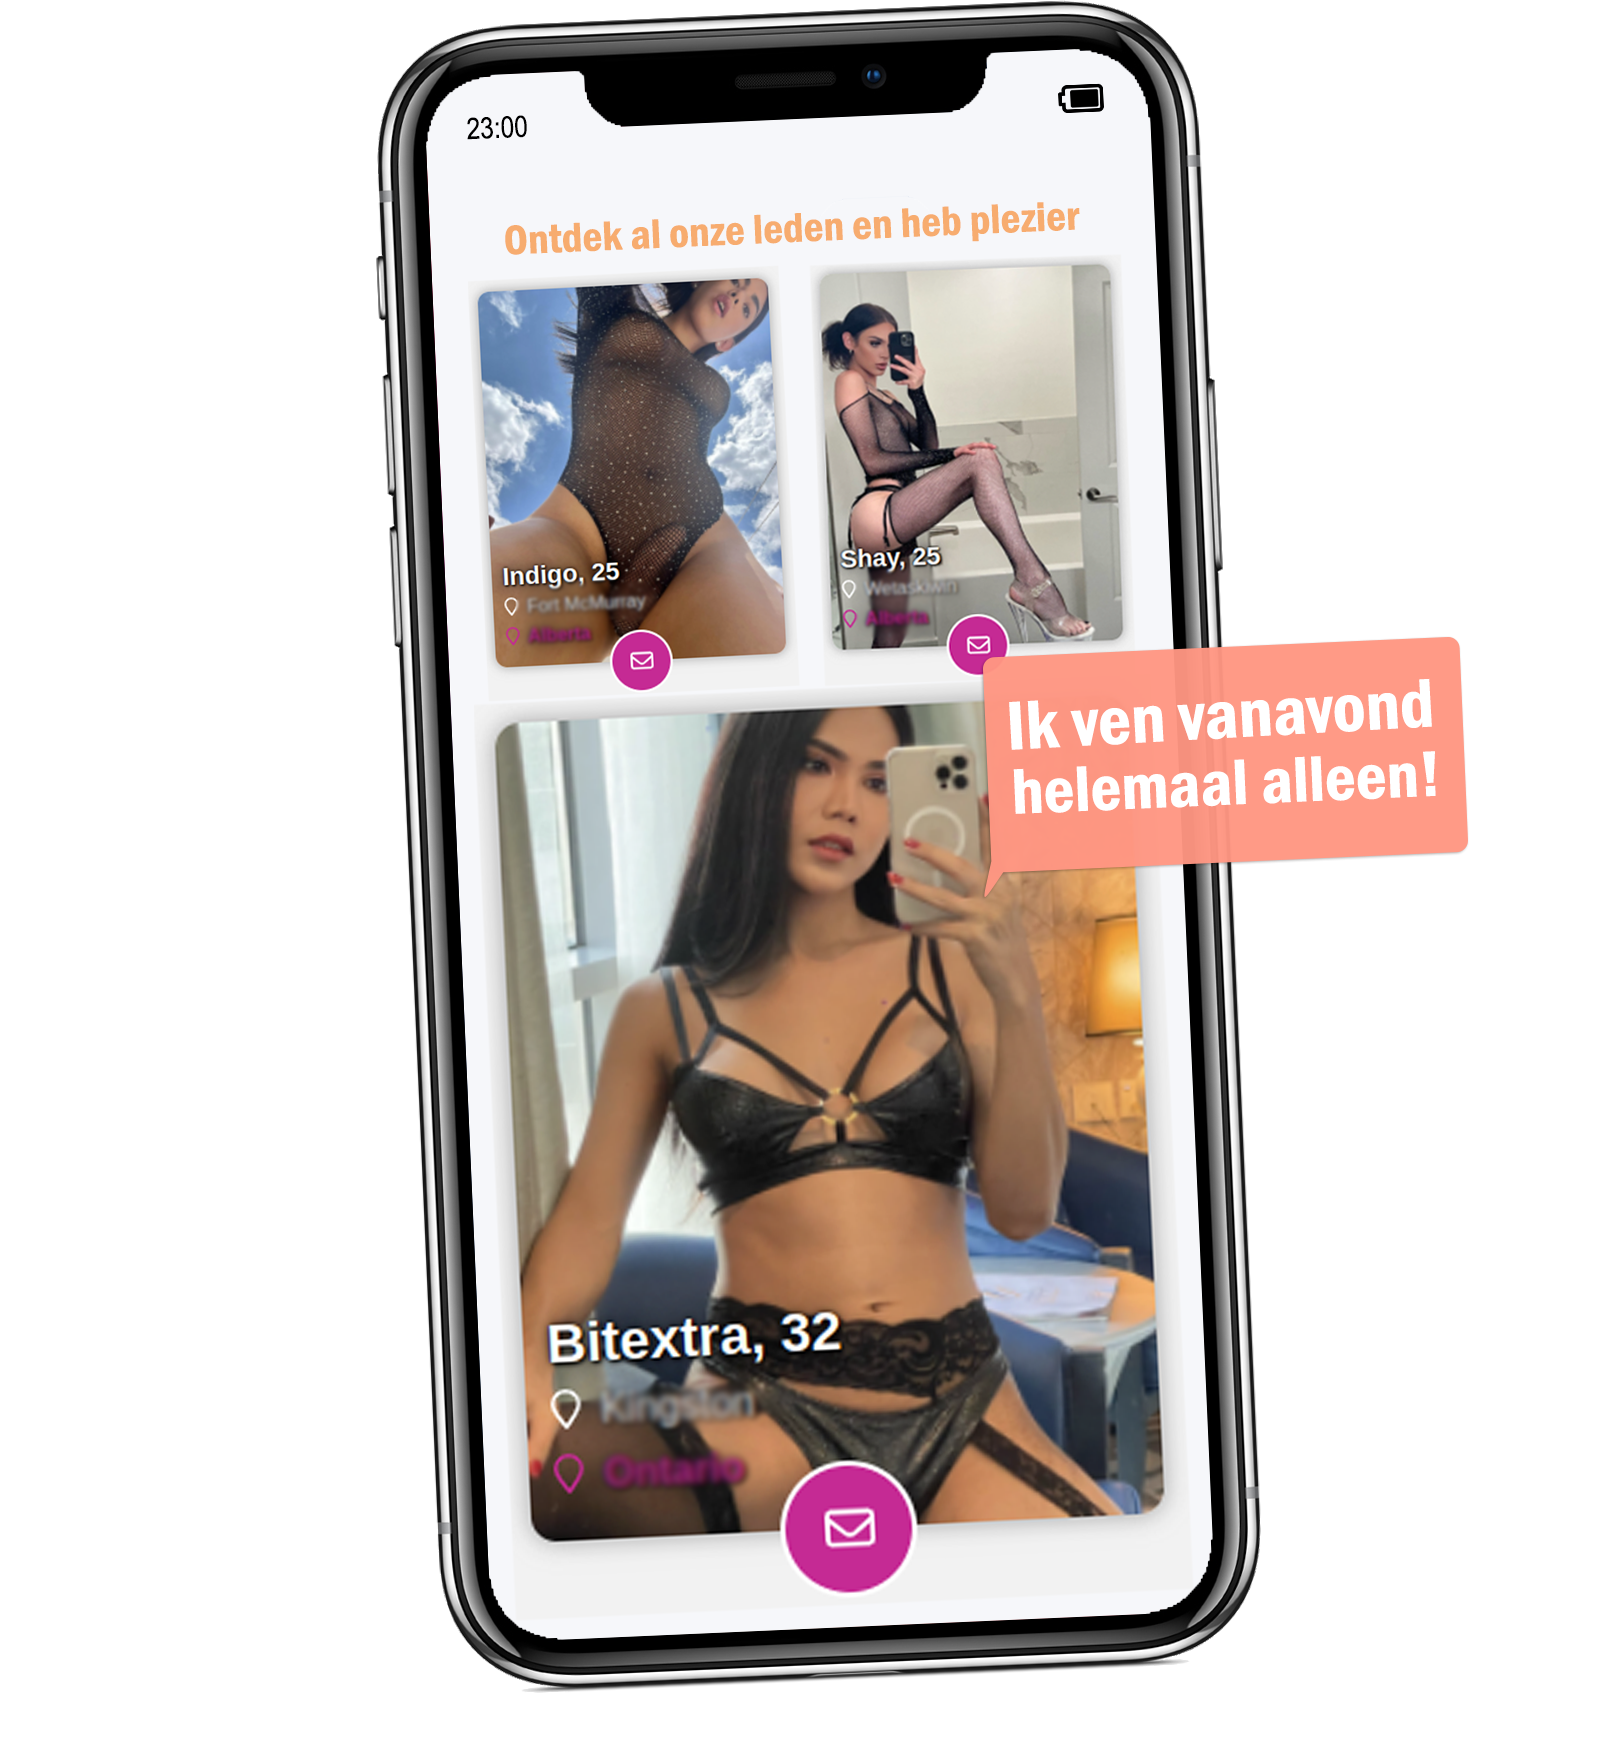 23:00
Ontdek al onze leden en heb plezier
Indigo, 25
Fort McMurray
Alberta
Shay, 25
Wetaskiwin
Alberta
Ik ven vanavond
helemaal alleen!
Bitextra, 32
Kingston
Ontario